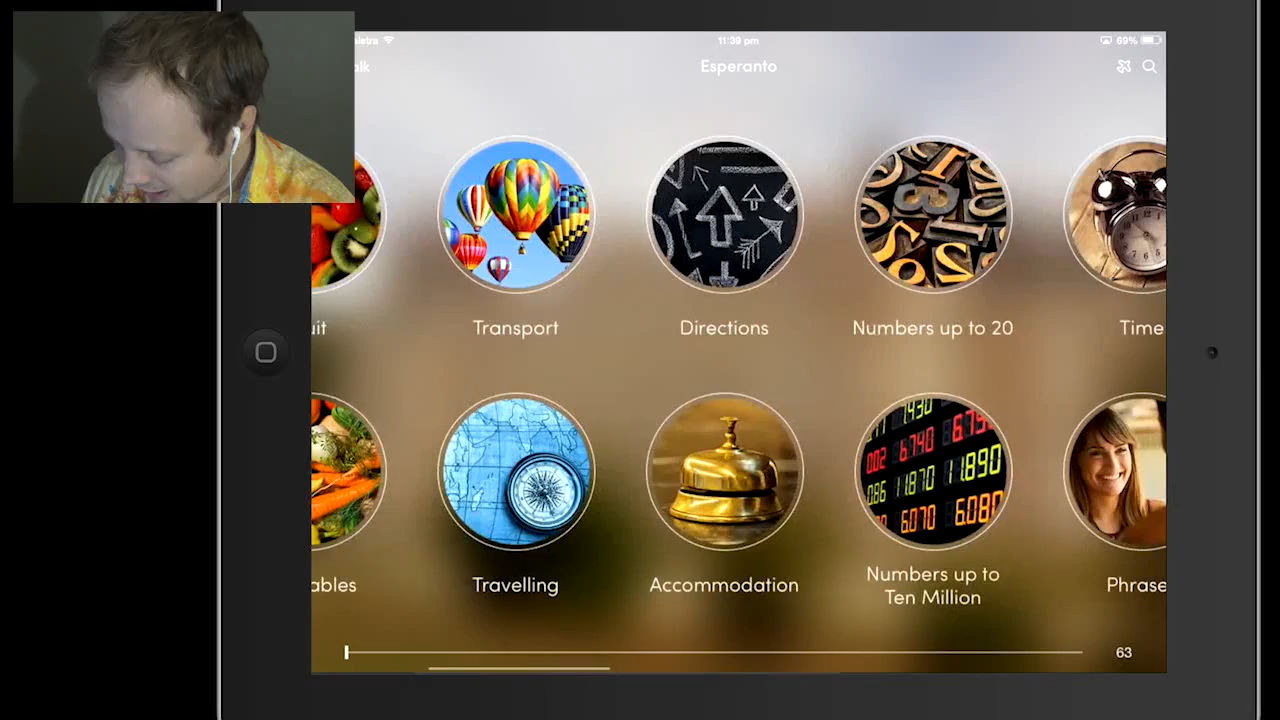 11:39 pm
69%
Esperanto
Transport
Directions
Numbers up to 20
Time
Travelling
Accommodation
Numbers up to
Ten Million
Phrase
63